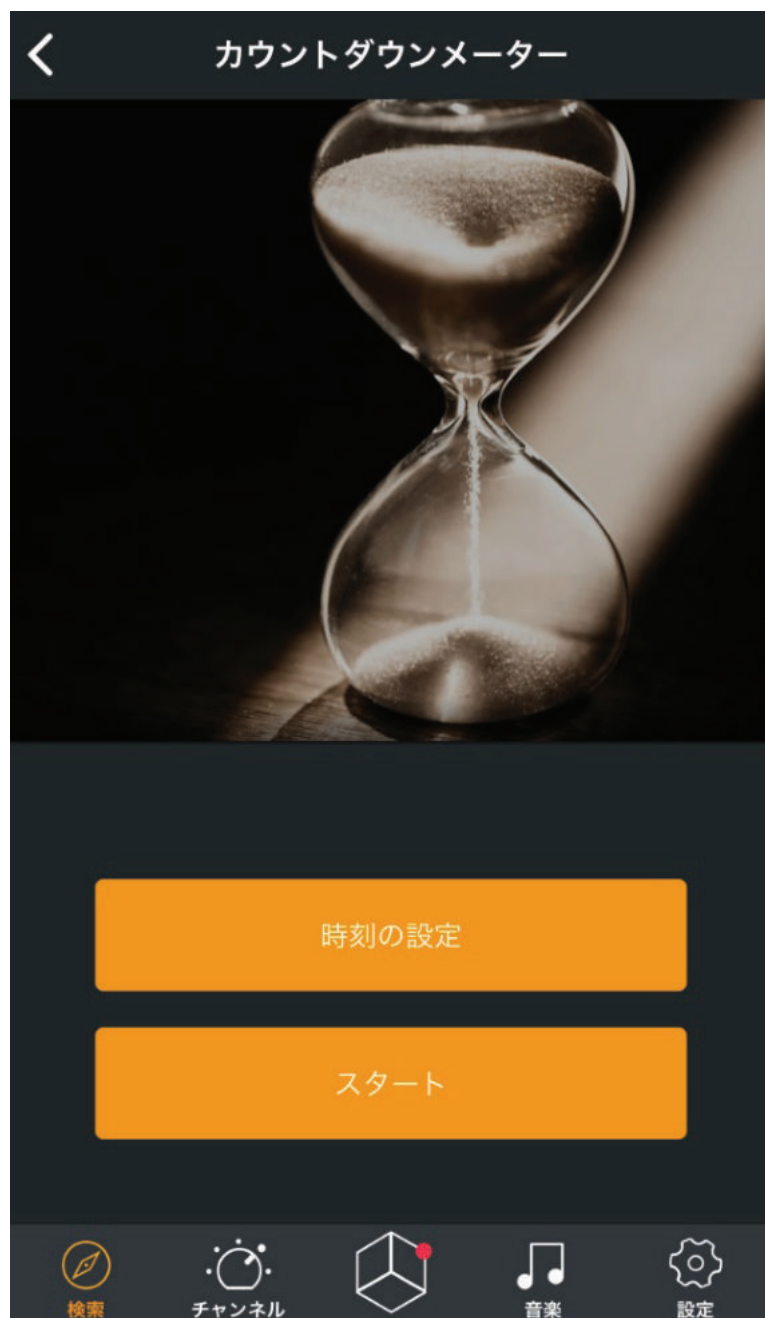 カウントダウンメーター
時刻の設定
スタート
検索
チャンネル
音楽
設定